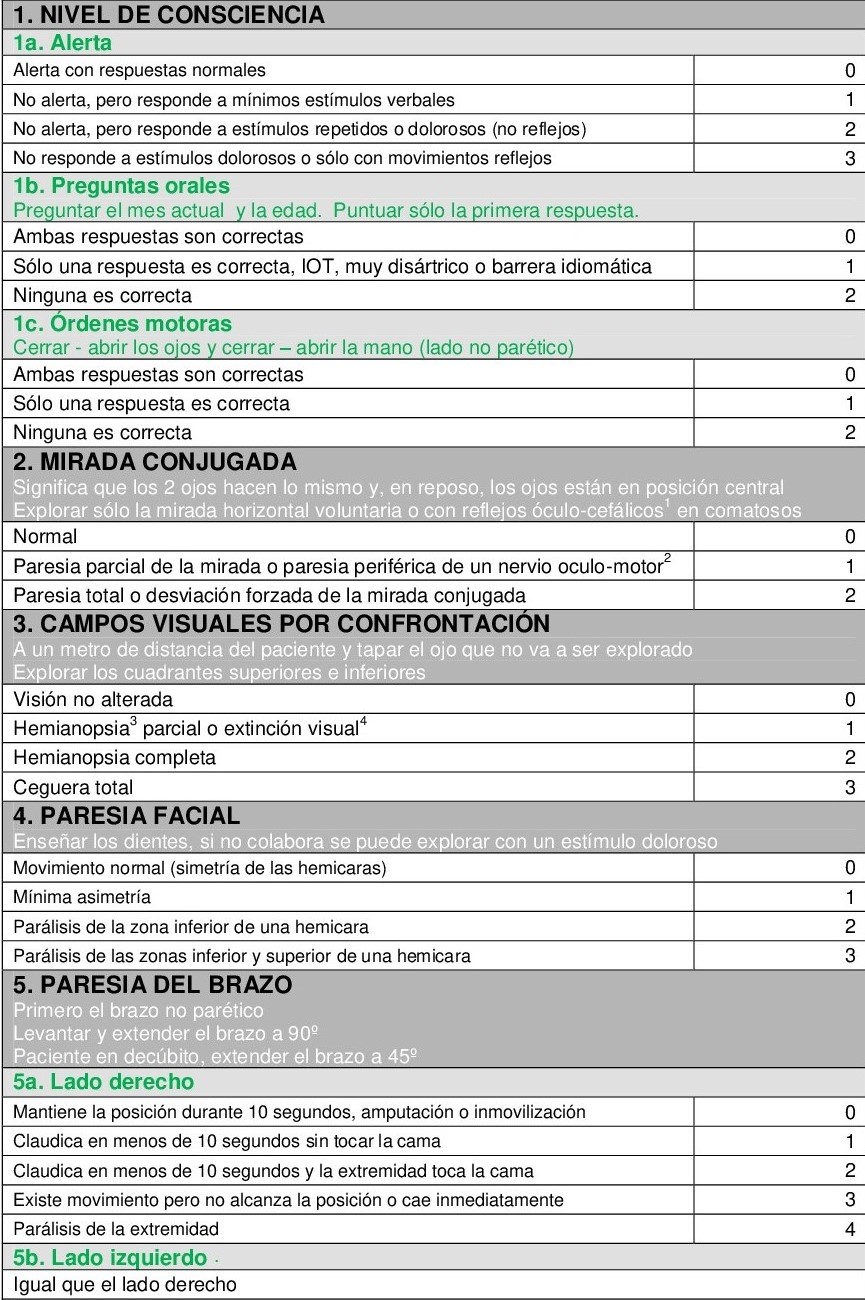 1. NIVEL DE CONSCIENCIA
1a. Alerta
Alerta con respuestas normales 0
No alerta, pero responde a mínimos estímulos verbales 1
No alerta, pero responde a estímulos repetidos o dolorosos (no reflejos) 2
No responde a estímulos dolorosos o sólo con movimientos reflejos 3
1b. Preguntas orales
Preguntar el mes actual y la edad. Puntuar sólo la primera respuesta.
Ambas respuestas son correctas 0
Sólo una respuesta es correcta, IOT, muy disártrico o barrera idiomática 1
Ninguna es correcta 2
1c. Órdenes motoras
Cerrar - abrir los ojos y cerrar – abrir la mano (lado no parético)
Ambas respuestas son correctas 0
Sólo una respuesta es correcta 1
Ninguna es correcta 2
2. MIRADA CONJUGADA
Significa que los 2 ojos hacen lo mismo y, en reposo, los ojos están en posición central
Explorar sólo la mirada horizontal voluntaria o con reflejos óculo-cefálicos¹ en comatosos
Normal 0
Paresia parcial de la mirada o paresia periférica de un nervio oculo-motor² 1
Paresia total o desviación forzada de la mirada conjugada 2
3. CAMPOS VISUALES POR CONFRONTACIÓN
A un metro de distancia del paciente y tapar el ojo que no va a ser explorado
Explorar los cuadrantes superiores e inferiores
Visión no alterada 0
Hemianopsia³ parcial o extinción visual⁴ 1
Hemianopsia completa 2
Ceguera total 3
4. PARESIA FACIAL
Enseñar los dientes, si no colabora se puede explorar con un estímulo doloroso
Movimiento normal (simetría de las hemicaras) 0
Mínima asimetría 1
Parálisis de la zona inferior de una hemicara 2
Parálisis de las zonas inferior y superior de una hemicara 3
5. PARESIA DEL BRAZO
Primero el brazo no parético
Levantar y extender el brazo a 90º
Paciente en decúbito, extender el brazo a 45º
5a. Lado derecho
Mantiene la posición durante 10 segundos, amputación o inmovilización 0
Claudica en menos de 10 segundos sin tocar la cama 1
Claudica en menos de 10 segundos y la extremidad toca la cama 2
Existe movimiento pero no alcanza la posición o cae inmediatamente 3
Parálisis de la extremidad 4
5b. Lado izquierdo .
Igual que el lado derecho